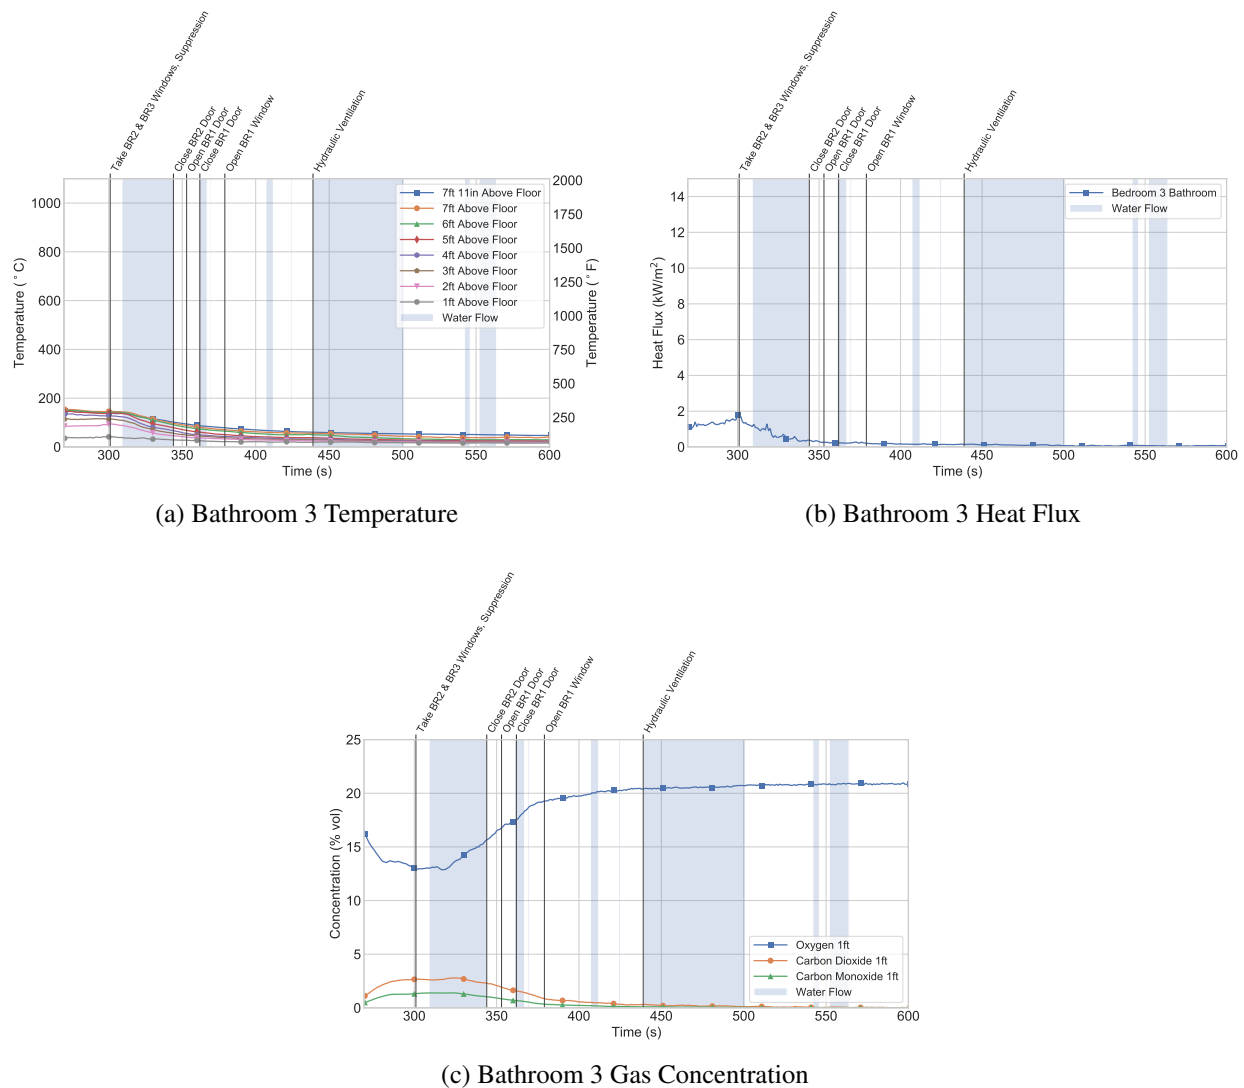 Take BR2 & BR3 Windows, Suppression
Close BR2 Door
Open BR1 Door
Close BR1 Door
Open BR1 Window
Hydraulic Ventilation
1000
800
600
400
200
0
Temperature (°C)
2000
1750
1500
1250
1000
750
500
250
Temperature (°F)
7ft 11in Above Floor
7ft Above Floor
6ft Above Floor
5ft Above Floor
4ft Above Floor
3ft Above Floor
2ft Above Floor
1ft Above Floor
Water Flow
300 350 400 450 500 550 600
Time (s)
(a) Bathroom 3 Temperature
Take BR2 & BR3 Windows, Suppression
Close BR2 Door
Open BR1 Door
Close BR1 Door
Open BR1 Window
Hydraulic Ventilation
14
12
10
8
6
4
2
0
Heat Flux (kW/m²)
Bedroom 3 Bathroom
Water Flow
300 350 400 450 500 550 600
Time (s)
(b) Bathroom 3 Heat Flux
Take BR2 & BR3 Windows, Suppression
Close BR2 Door
Open BR1 Door
Close BR1 Door
Open BR1 Window
Hydraulic Ventilation
25
20
15
10
5
0
Concentration (% vol)
Oxygen 1ft
Carbon Dioxide 1ft
Carbon Monoxide 1ft
Water Flow
300 350 400 450 500 550 600
Time (s)
(c) Bathroom 3 Gas Concentration